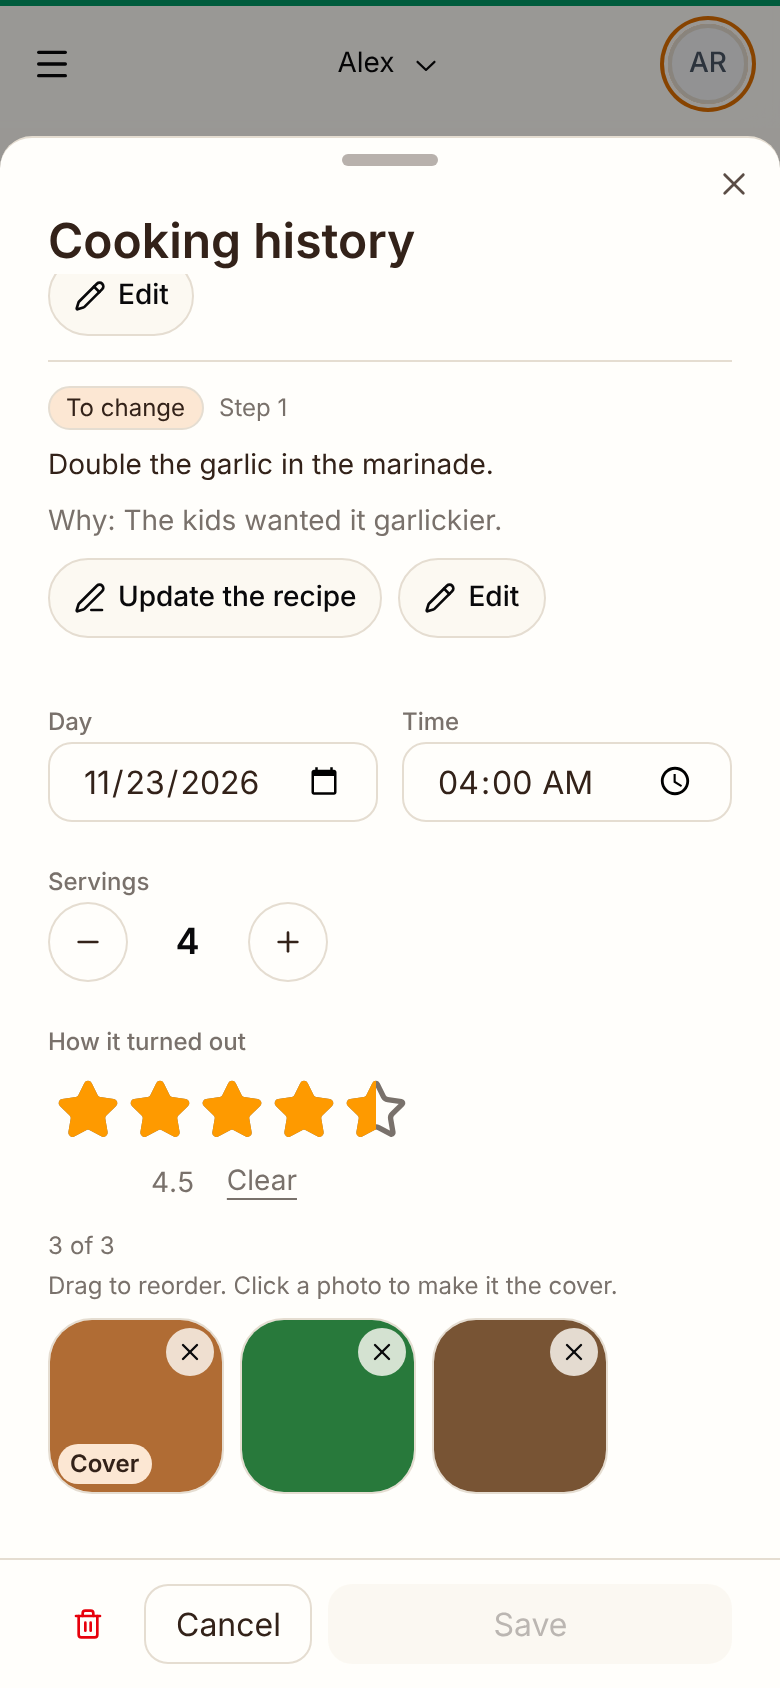 Alex
AR
Cooking history
Edit
To change Step 1
Double the garlic in the marinade.
Why: The kids wanted it garlickier.
Update the recipe Edit
Day Time
11/23/2026 04:00 AM
Servings
4
How it turned out
4.5 Clear
3 of 3
Drag to reorder. Click a photo to make it the cover.
Cover
Cancel Save